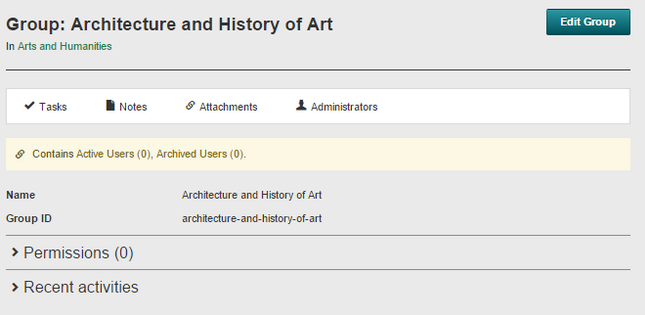 Group: Architecture and History of Art
Edit Group
In Arts and Humanities
Tasks Notes Attachments Administrators
Contains Active Users (0), Archived Users (0).
Name Architecture and History of Art
Group ID architecture-and-history-of-art
Permissions (0)
Recent activities